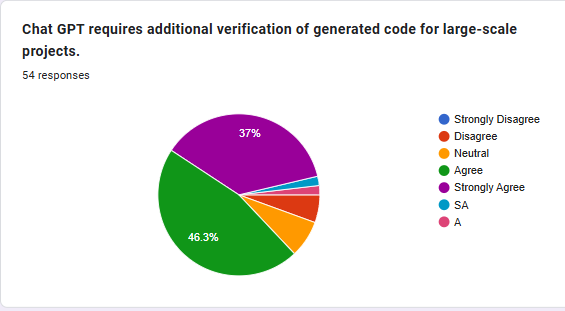 Chat GPT requires additional verification of generated code for large-scale
projects.
54 responses
37%
46.3%
Strongly Disagree
Disagree
Neutral
Agree
Strongly Agree
SA
A